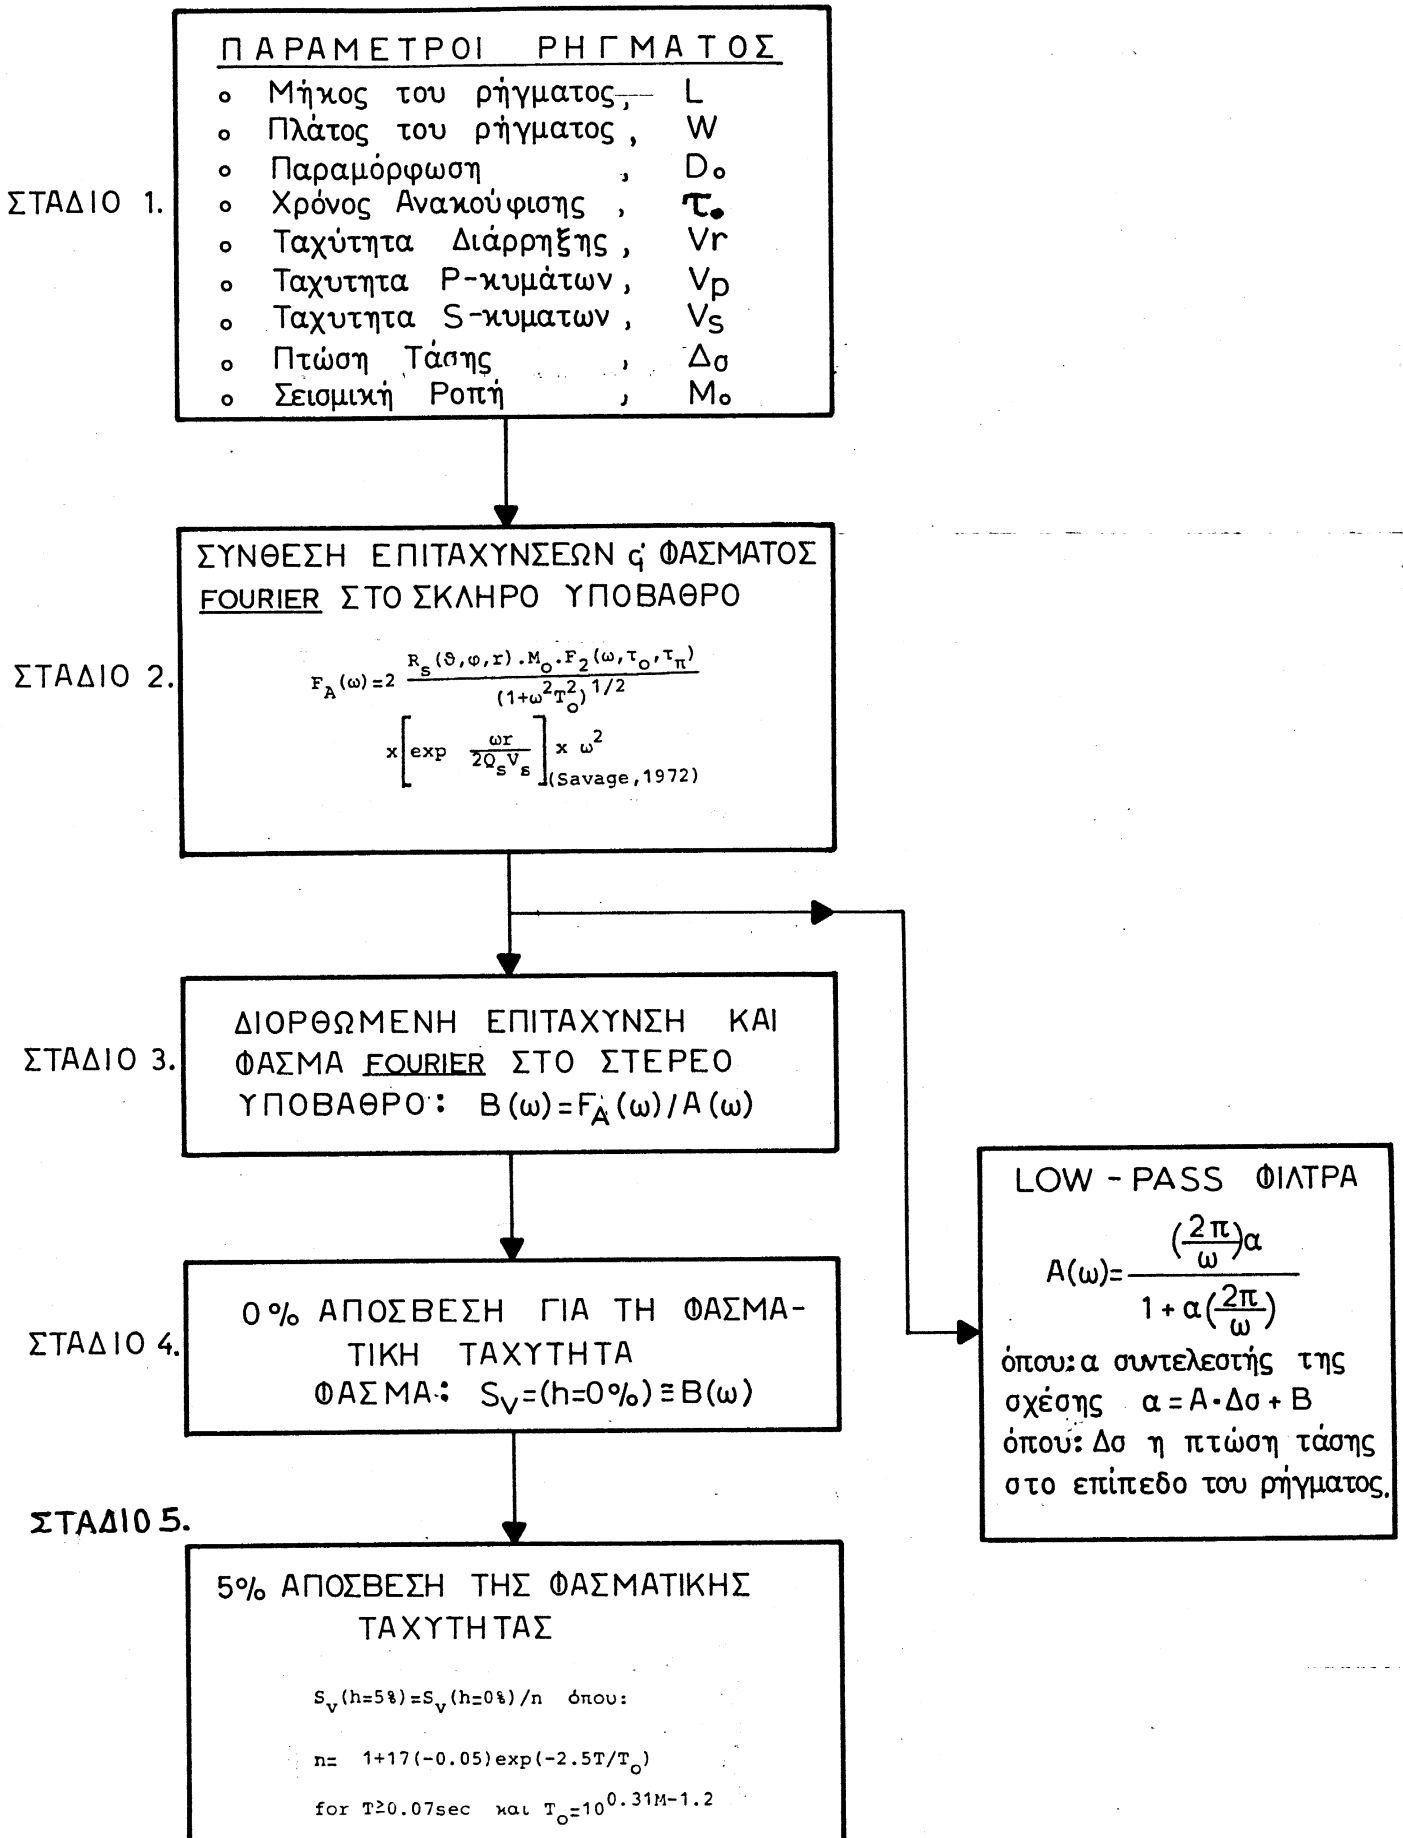 ΠΑΡΑΜΕΤΡΟΙ ΡΗΓΜΑΤΟΣ
ο Μήκος του ρήγματος, L
ο Πλάτος του ρήγματος, W
ο Παραμόρφωση , Dο
ΣΤΑΔΙΟ 1.
ο Χρόνος Ανακούφισης , τ.
ο Ταχύτητα Διάρρηξης, Vr
ο Ταχυτητα P-κυμάτων, Vp
ο Ταχυτητα S-κυματων, Vs
ο Πτώση Τάσης , Δσ
ο Σεισμική Ροπή , Μο
ΣΥΝΘΕΣΗ ΕΠΙΤΑΧΥΝΣΕΩΝ ϛ' ΦΑΣΜΑΤΟΣ
FOURIER ΣΤΟ ΣΚΛΗΡΟ ΥΠΟΒΑΘΡΟ
ΣΤΑΔΙΟ 2.
F_A(ω)=2 R_s(θ,φ,r).M_o.F_2(ω,τ_o,τ_π)
(1+ω^2T_o^2)^1/2
x[exp ωr/2Q_sV_s] x ω^2
(Savage,1972)
ΣΤΑΔΙΟ 3.
ΔΙΟΡΘΩΜΕΝΗ ΕΠΙΤΑΧΥΝΣΗ ΚΑΙ
ΦΑΣΜΑ FOURIER ΣΤΟ ΣΤΕΡΕΟ
ΥΠΟΒΑΘΡΟ: B(ω)=F_A(ω)/A(ω)
LOW-PASS ΦΙΛΤΡΑ
A(ω)= (2π/ω)α
1+α(2π/ω)
όπου: α συντελεστής της
σχέσης α=Α·Δσ+Β
όπου: Δσ η πτώση τάσης
στο επίπεδο του ρήγματος.
ΣΤΑΔΙΟ 4.
0% ΑΠΟΣΒΕΣΗ ΓΙΑ ΤΗ ΦΑΣΜΑ-
ΤΙΚΗ ΤΑΧΥΤΗΤΑ
ΦΑΣΜΑ: S_V=(h=0%)≡B(ω)
ΣΤΑΔΙΟ 5.
5% ΑΠΟΣΒΕΣΗ ΤΗΣ ΦΑΣΜΑΤΙΚΗΣ
ΤΑΧΥΤΗΤΑΣ
S_v(h=5%)=S_v(h=0%)/n όπου:
n= 1+17(-0.05)exp(-2.5T/T_o)
for T≥0.07sec και T_o=10^0.31M-1.2